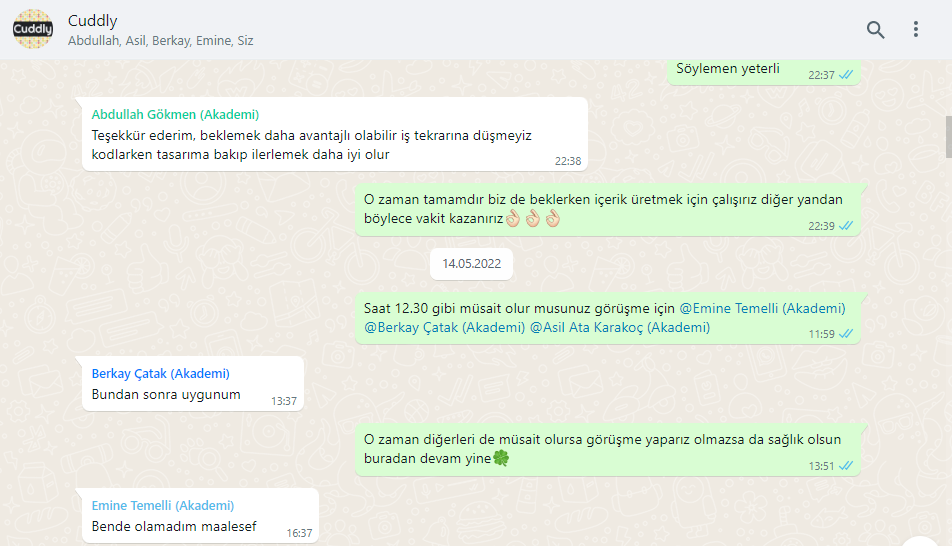 Cuddly
Cuddly
Abdullah, Asil, Berkay, Emine, Siz
Söylemen yeterli
22:37
Abdullah Gökmen (Akademi)
Teşekkür ederim, beklemek daha avantajlı olabilir iş tekrarına düşmeyiz
kodlarken tasarıma bakıp ilerlemek daha iyi olur
22:38
O zaman tamamdır biz de beklerken içerik üretmek için çalışırız diğer yandan
böylece vakit kazanırız👌🏻👌🏻👌🏻
22:39
14.05.2022
Saat 12.30 gibi müsait olur musunuz görüşme için @Emine Temelli (Akademi)
@Berkay Çatak (Akademi) @Asil Ata Karakoç (Akademi)
11:59
Berkay Çatak (Akademi)
Bundan sonra uygunum
13:37
O zaman diğerleri de müsait olursa görüşme yaparız olmazsa da sağlık olsun
buradan devam yine🍀
13:51
Emine Temelli (Akademi)
Bende olamadım maalesef
16:37